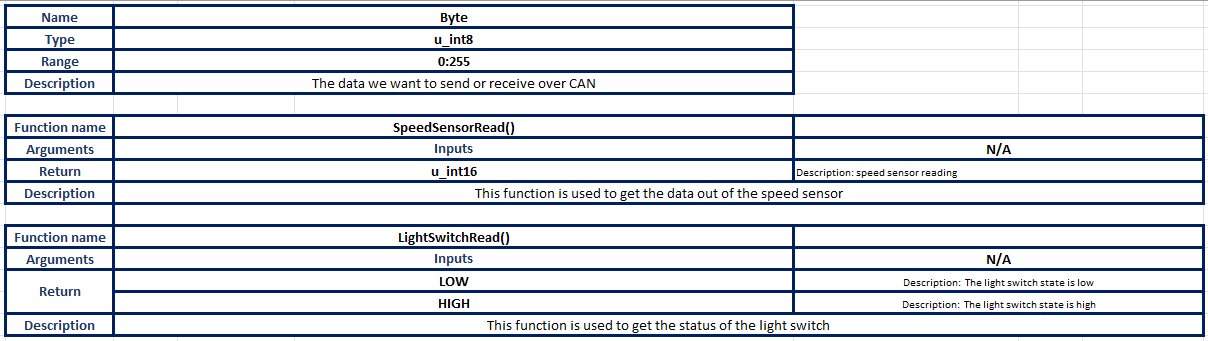 Name Byte
Type u_int8
Range 0:255
Description The data we want to send or receive over CAN
Function name SpeedSensorRead()
Arguments Inputs N/A
Return u_int16 Description: speed sensor reading
Description This function is used to get the data out of the speed sensor
Function name LightSwitchRead()
Arguments Inputs N/A
Return
LOW Description: The light switch state is low
HIGH Description: The light switch state is high
Description This function is used to get the status of the light switch